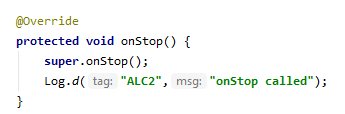 @Override
protected void onStop() {
    super.onStop();
    Log.d( tag: "ALC2", msg: "onStop called");
}